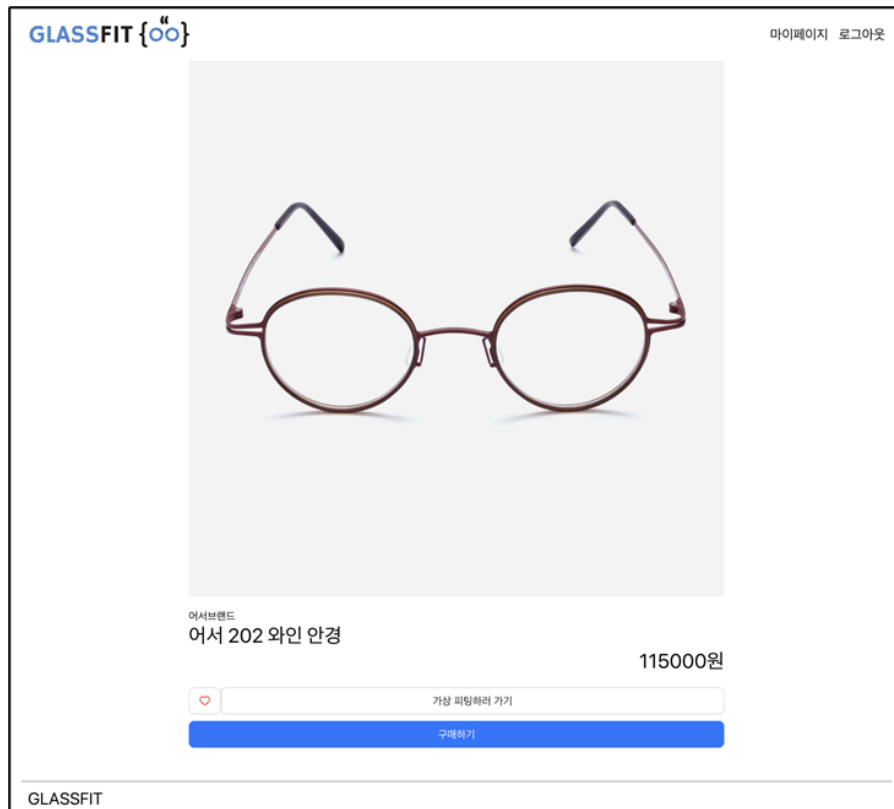 GLASSFIT {oo}
마이페이지 로그아웃
어서브랜드
어서 202 와인 안경
115000원
가상 피팅하러 가기
구매하기
GLASSFIT